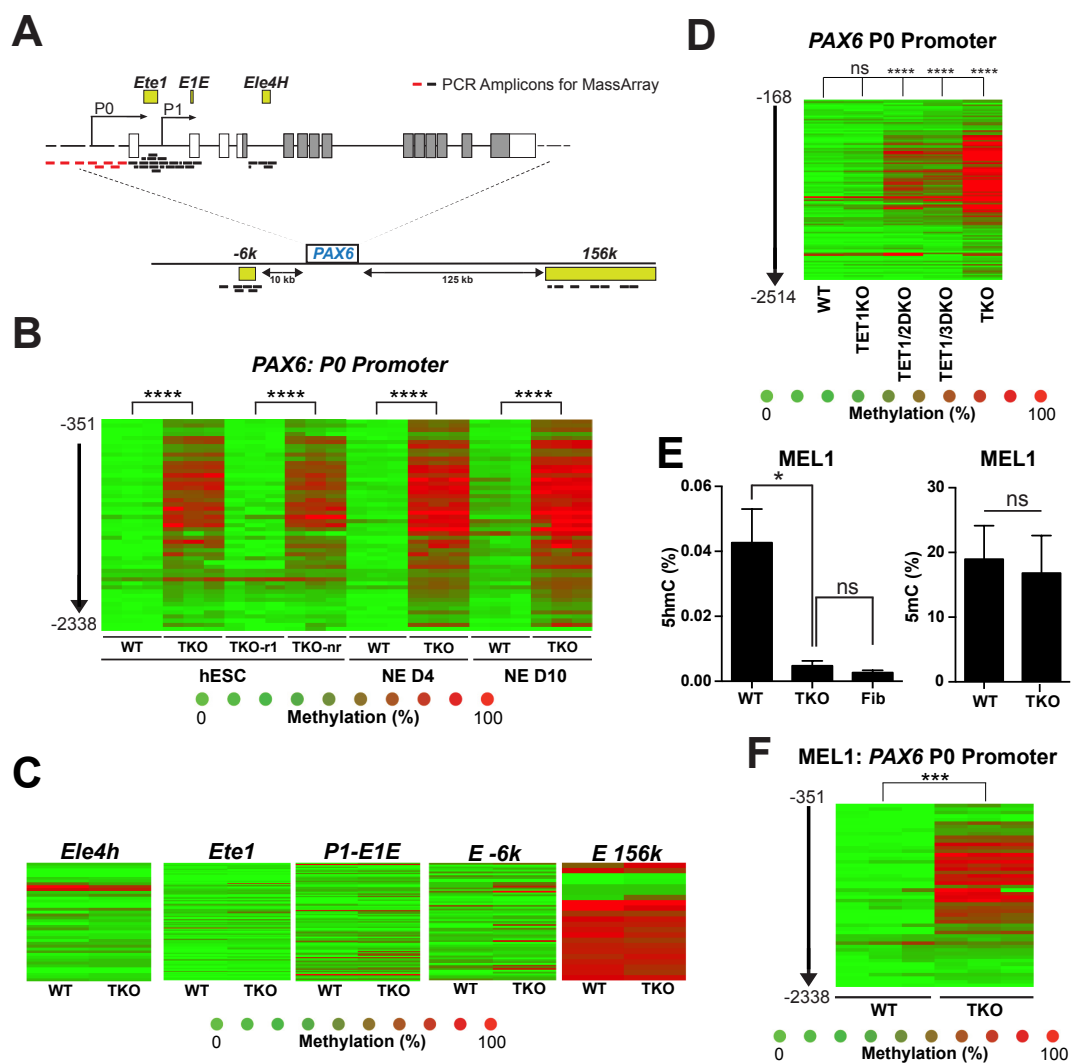 A
Ete1 E1E Ele4H
PCR Amplicons for MassArray
P0 P1
-6k PAX6 156k
10 kb 125 kb
B
PAX6: P0 Promoter
**** **** **** ****
-351
-2338
WT TKO TKO-r1 TKO-nr WT TKO WT TKO
hESC NE D4 NE D10
0 Methylation (%) 100
C
Ele4h Ete1 P1-E1E E -6k E 156k
WT TKO WT TKO WT TKO WT TKO WT TKO
0 Methylation (%) 100
D
PAX6 P0 Promoter
ns **** **** ****
-168
-2514
WT TET1KO TET1/2DKO TET1/3DKO TKO
0 Methylation (%) 100
E
MEL1
5hmC (%)
0.06
0.04
0.02
0.00
* ns
WT TKO Fib
MEL1
5mC (%)
30
20
10
0
ns
WT TKO
F
MEL1: PAX6 P0 Promoter
***
-351
-2338
WT TKO
0 Methylation (%) 100